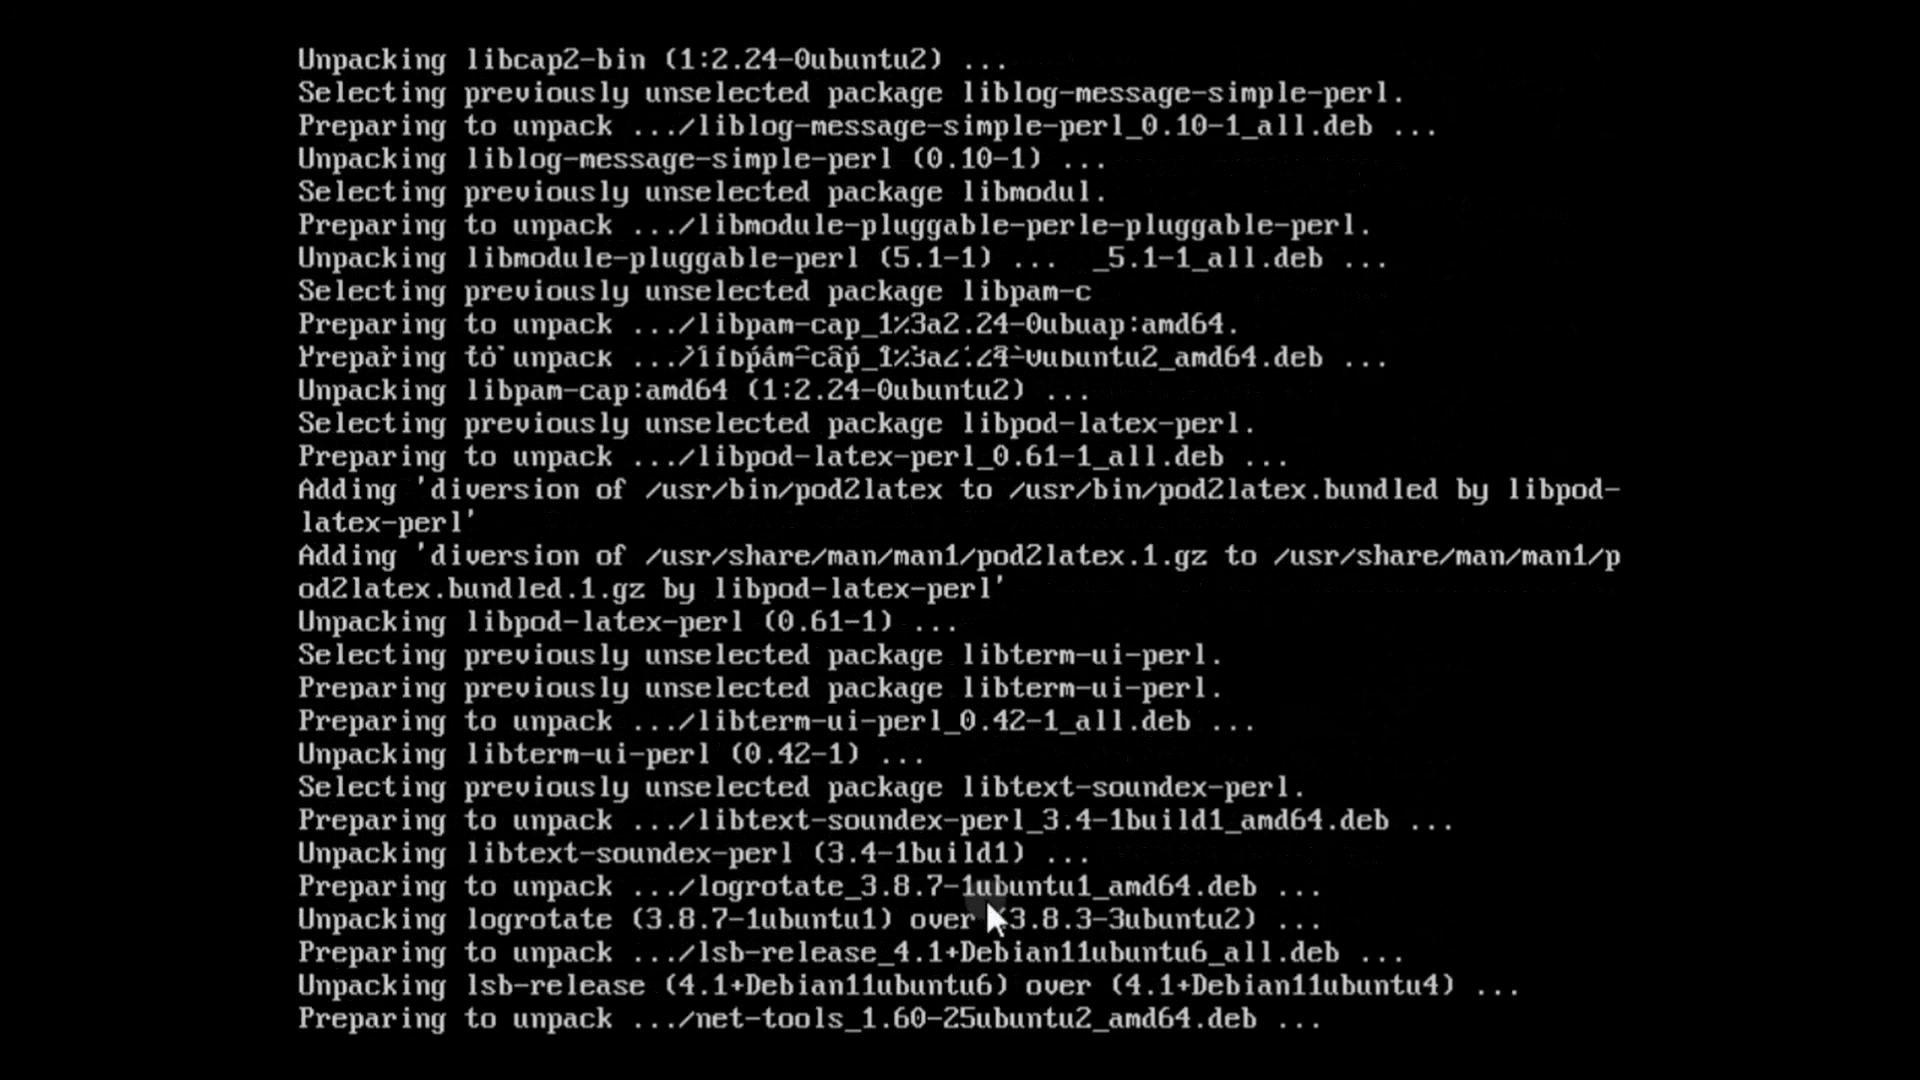 Unpacking libcap2-bin (1:2.24-0ubuntu2) ...
Selecting previously unselected package liblog-message-simple-perl.
Preparing to unpack .../liblog-message-simple-perl_0.10-1_all.deb ...
Unpacking liblog-message-simple-perl (0.10-1) ...
Selecting previously unselected package libmodul.
Preparing to unpack .../libmodule-pluggable-perle-pluggable-perl.
Unpacking libmodule-pluggable-perl (5.1-1) ...  _5.1-1_all.deb ...
Selecting previously unselected package libpam-c
Preparing to unpack .../libpam-cap_1%3a2.24-0ubuap:amd64.
Preparing to unpack .../libpam-cap_1%3a2.24-0ubuntu2_amd64.deb ...
Unpacking libpam-cap:amd64 (1:2.24-0ubuntu2) ...
Selecting previously unselected package libpod-latex-perl.
Preparing to unpack .../libpod-latex-perl_0.61-1_all.deb ...
Adding 'diversion of /usr/bin/pod2latex to /usr/bin/pod2latex.bundled by libpod-
latex-perl'
Adding 'diversion of /usr/share/man/man1/pod2latex.1.gz to /usr/share/man/man1/p
od2latex.bundled.1.gz by libpod-latex-perl'
Unpacking libpod-latex-perl (0.61-1) ...
Selecting previously unselected package libterm-ui-perl.
Preparing previously unselected package libterm-ui-perl.
Preparing to unpack .../libterm-ui-perl_0.42-1_all.deb ...
Unpacking libterm-ui-perl (0.42-1) ...
Selecting previously unselected package libtext-soundex-perl.
Preparing to unpack .../libtext-soundex-perl_3.4-1build1_amd64.deb ...
Unpacking libtext-soundex-perl (3.4-1build1) ...
Preparing to unpack .../logrotate_3.8.7-1ubuntu1_amd64.deb ...
Unpacking logrotate (3.8.7-1ubuntu1) over (3.8.3-3ubuntu2) ...
Preparing to unpack .../lsb-release_4.1+Debian11ubuntu6_all.deb ...
Unpacking lsb-release (4.1+Debian11ubuntu6) over (4.1+Debian11ubuntu4) ...
Preparing to unpack .../net-tools_1.60-25ubuntu2_amd64.deb ...